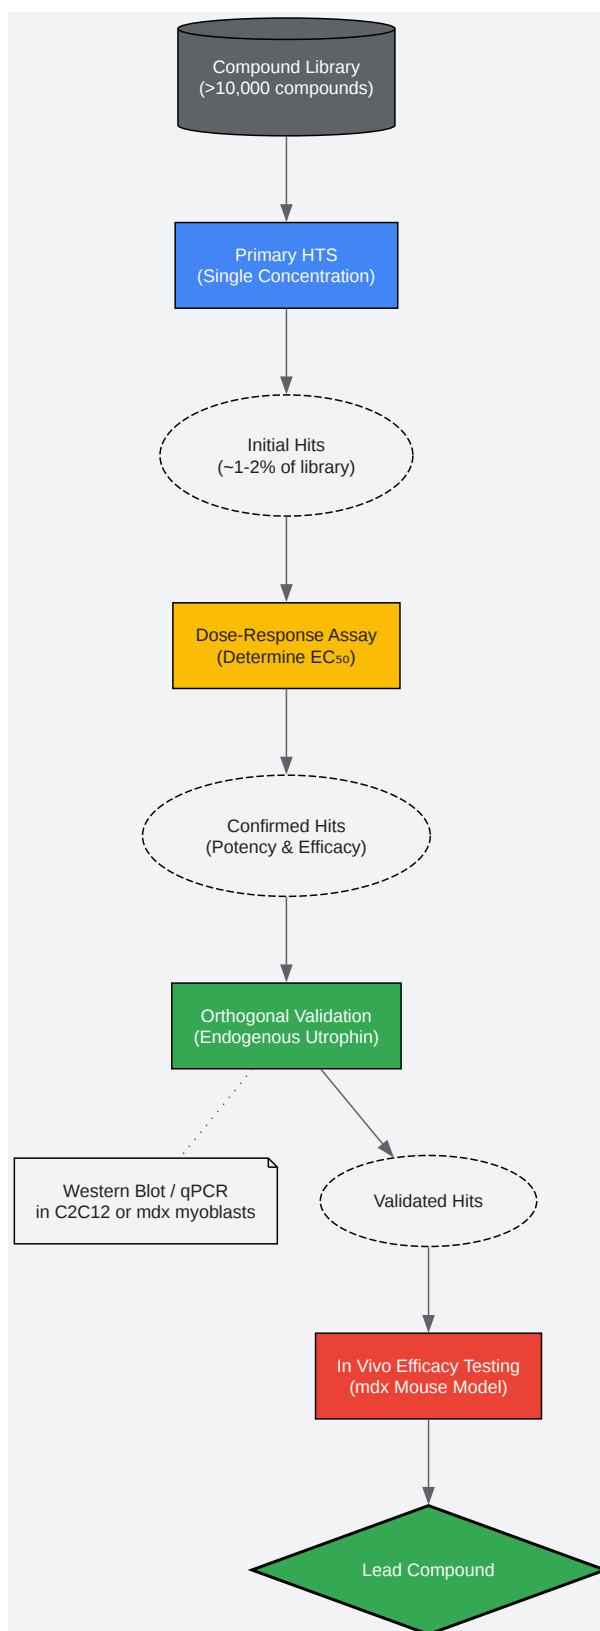 Compound Library
(>10,000 compounds)
Primary HTS
(Single Concentration)
Initial Hits
(~1-2% of library)
Dose-Response Assay
(Determine EC₅₀)
Confirmed Hits
(Potency & Efficacy)
Orthogonal Validation
(Endogenous Utrophin)
Western Blot / qPCR
in C2C12 or mdx myoblasts
Validated Hits
In Vivo Efficacy Testing
(mdx Mouse Model)
Lead Compound